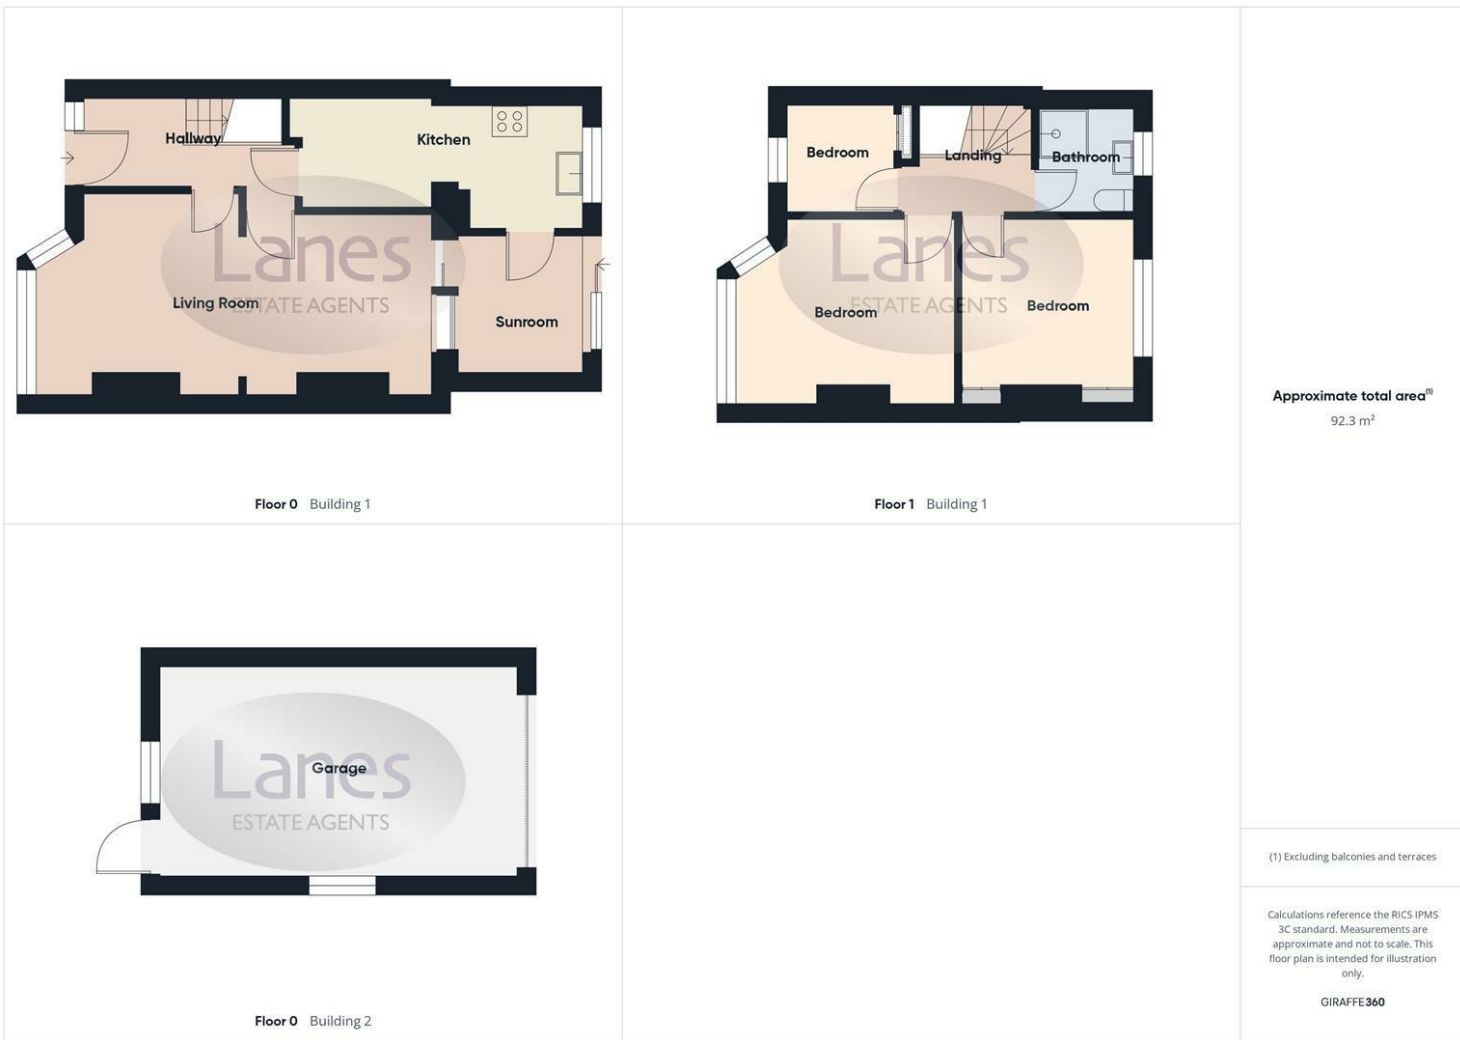 Hallway
Kitchen
Living Room
Sunroom
Lanes
ESTATE AGENTS
Floor 0 Building 1
Bedroom
Landing
Bathroom
Bedroom
Bedroom
Lanes
ESTATE AGENTS
Floor 1 Building 1
Approximate total area(1)
92.3 m²
Garage
Lanes
ESTATE AGENTS
Floor 0 Building 2
(1) Excluding balconies and terraces
Calculations reference the RICS IPMS
3C standard. Measurements are
approximate and not to scale. This
floor plan is intended for illustration
only.
GIRAFFE360